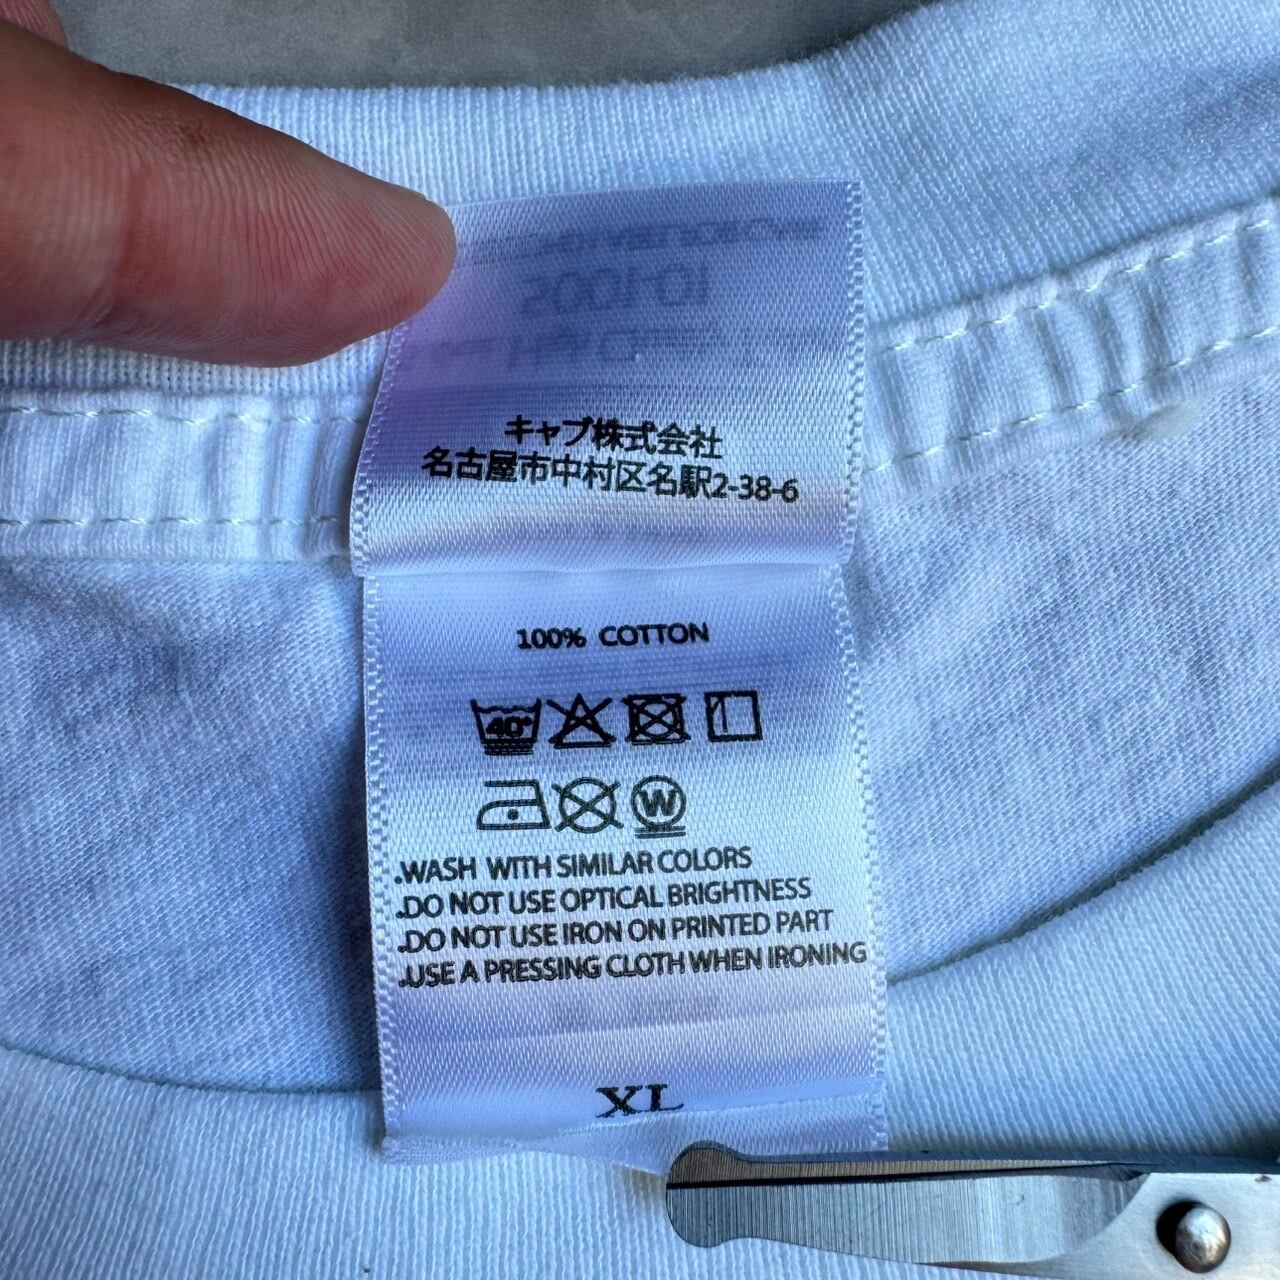 キャブ株式会社
名古屋市中村区名駅2-38-6
100% COTTON
40°
W
.WASH WITH SIMILAR COLORS
.DO NOT USE OPTICAL BRIGHTNESS
.DO NOT USE IRON ON PRINTED PART
.USE A PRESSING CLOTH WHEN IRONING
XL